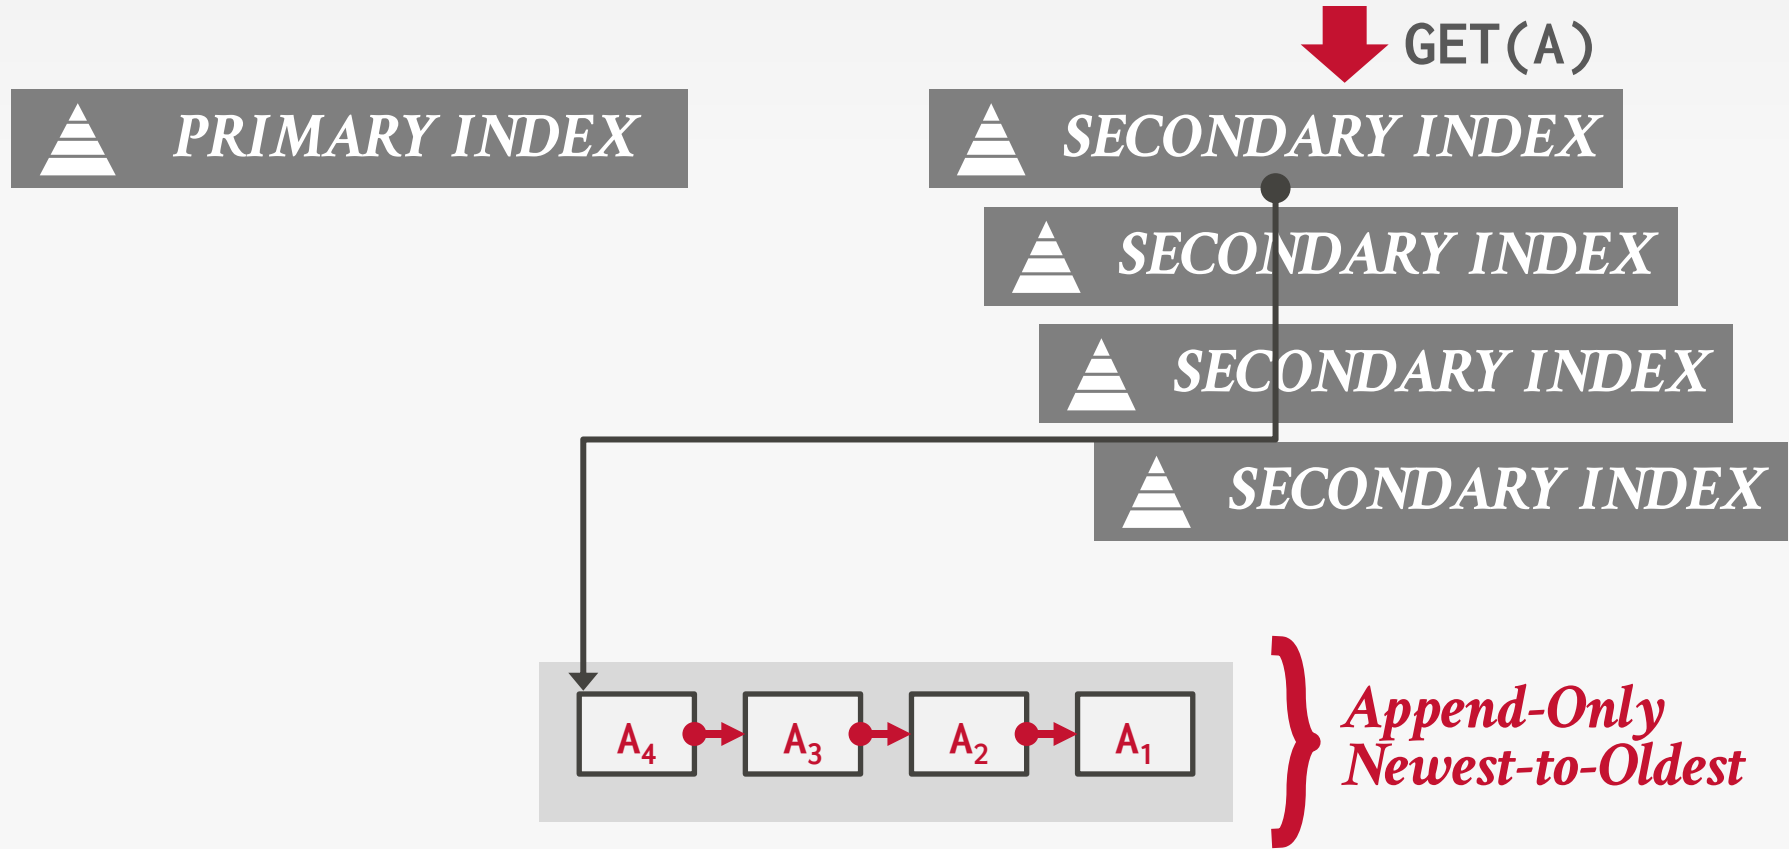 GET(A)
PRIMARY INDEX
SECONDARY INDEX
SECONDARY INDEX
SECONDARY INDEX
SECONDARY INDEX
A₄
A₃
A₂
A₁
Append-Only
Newest-to-Oldest